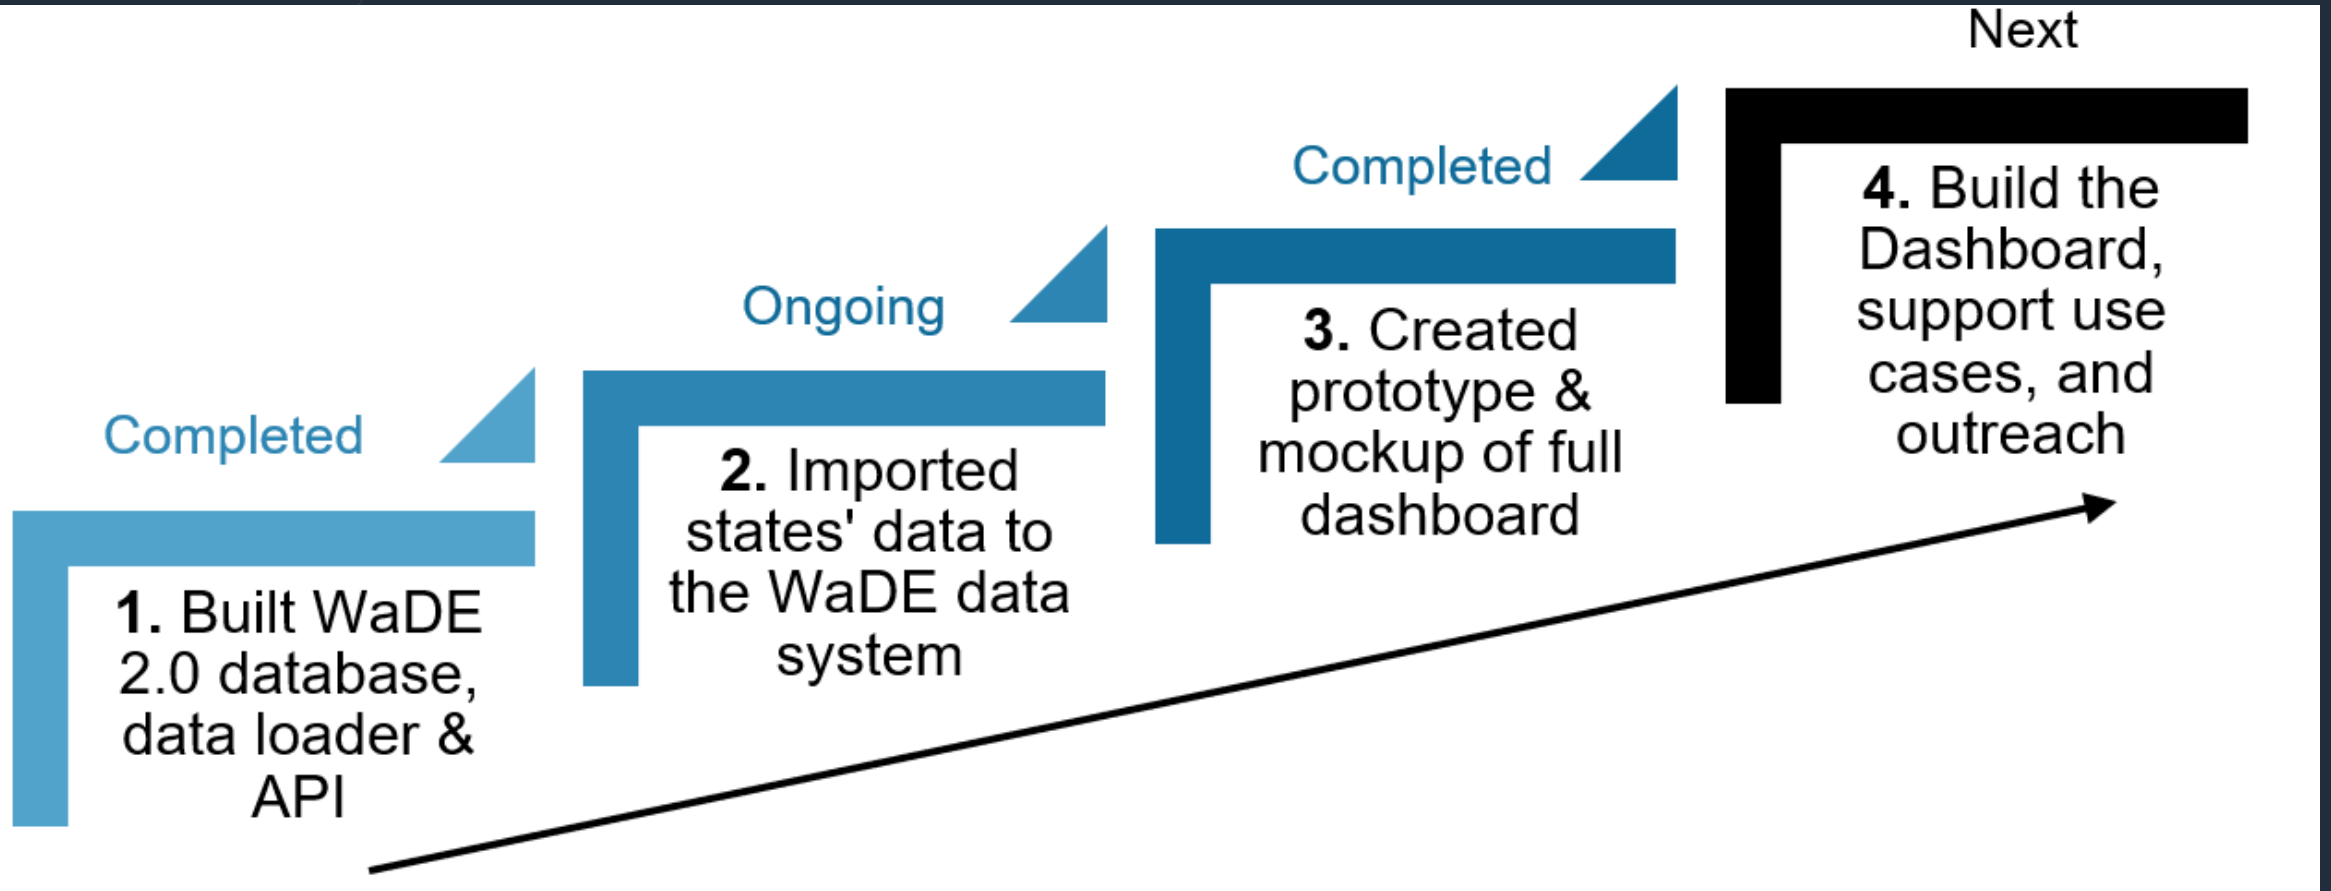 Completed
1. Built WaDE
2.0 database,
data loader &
API
Ongoing
2. Imported
states' data to
the WaDE data
system
Completed
3. Created
prototype &
mockup of full
dashboard
Next
4. Build the
Dashboard,
support use
cases, and
outreach